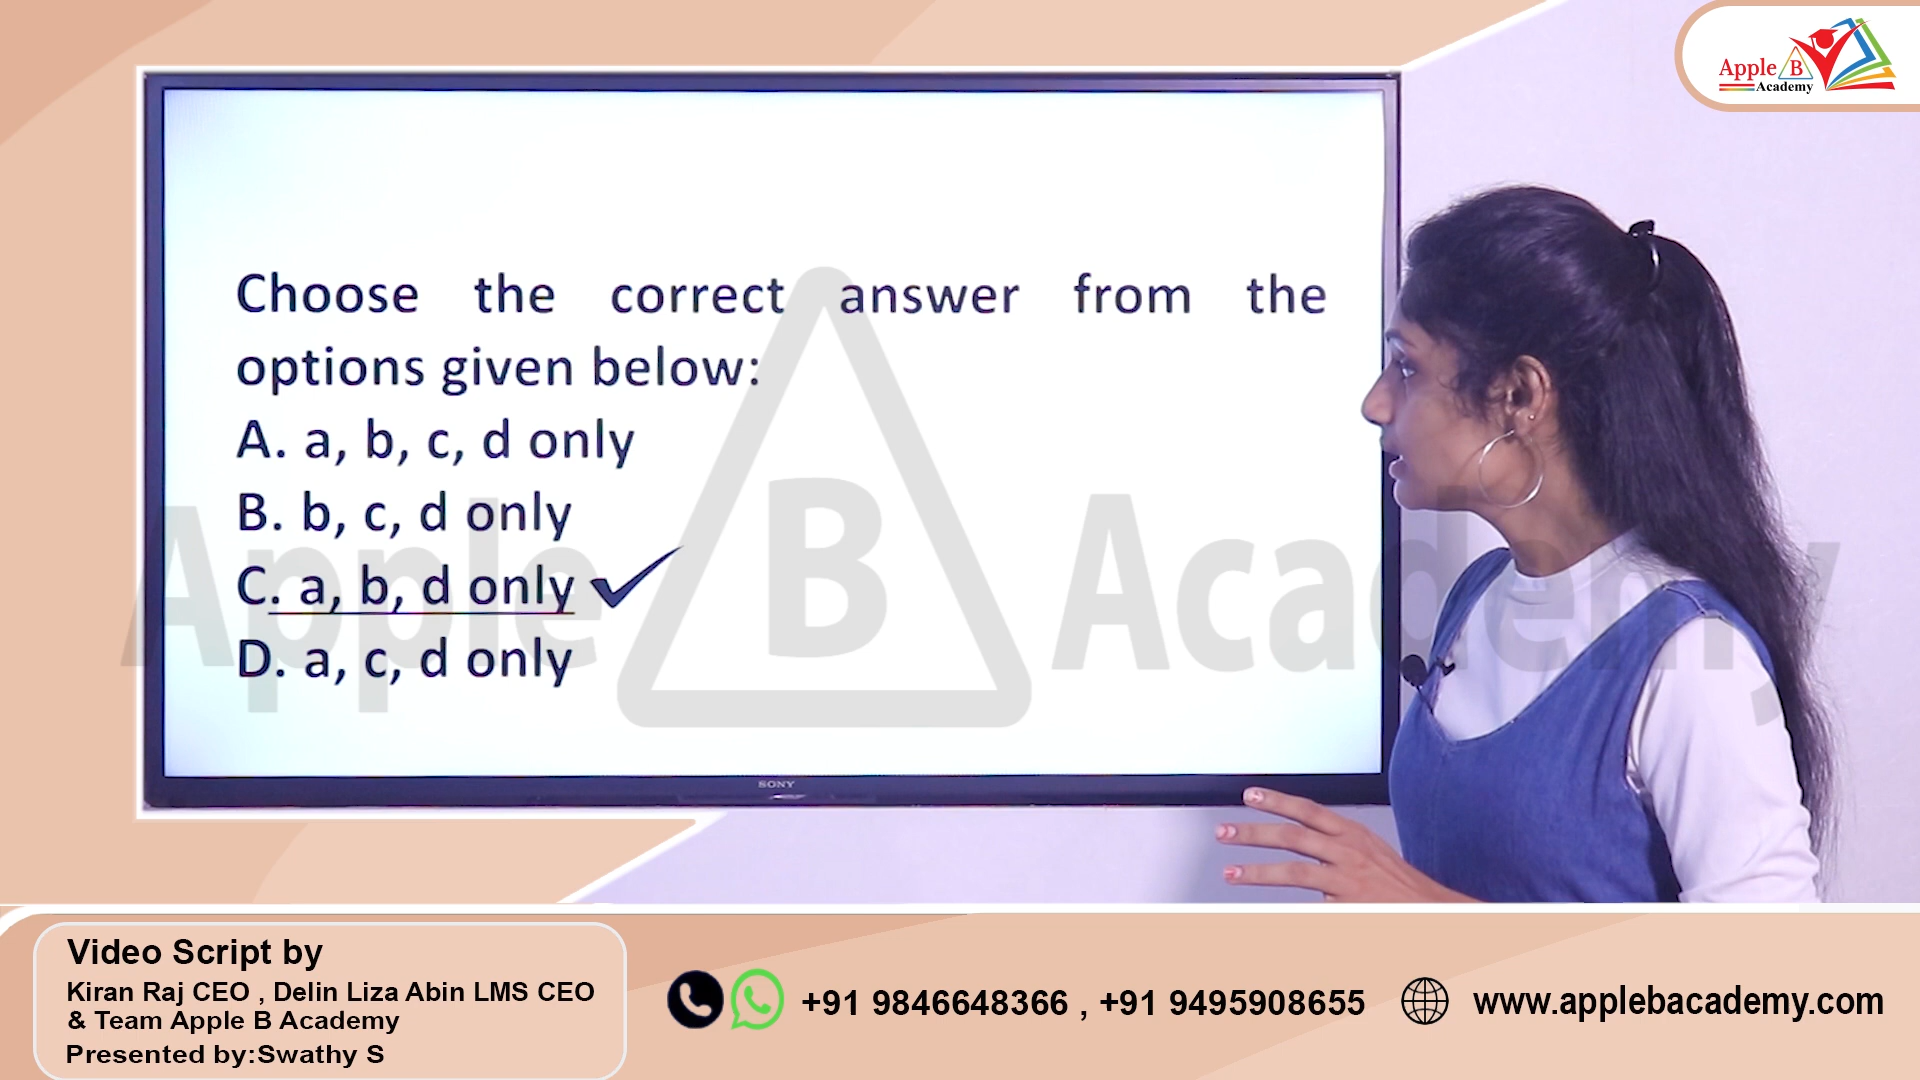 Apple B
Academy
Choose the correct answer from the
options given below:
A. a, b, c, d only
B. b, c, d only
C. a, b, d only
D. a, c, d only
Apple B Academy
SONY
Video Script by
Kiran Raj CEO , Delin Liza Abin LMS CEO
& Team Apple B Academy
Presented by:Swathy S
+91 9846648366 , +91 9495908655
www.applebacademy.com